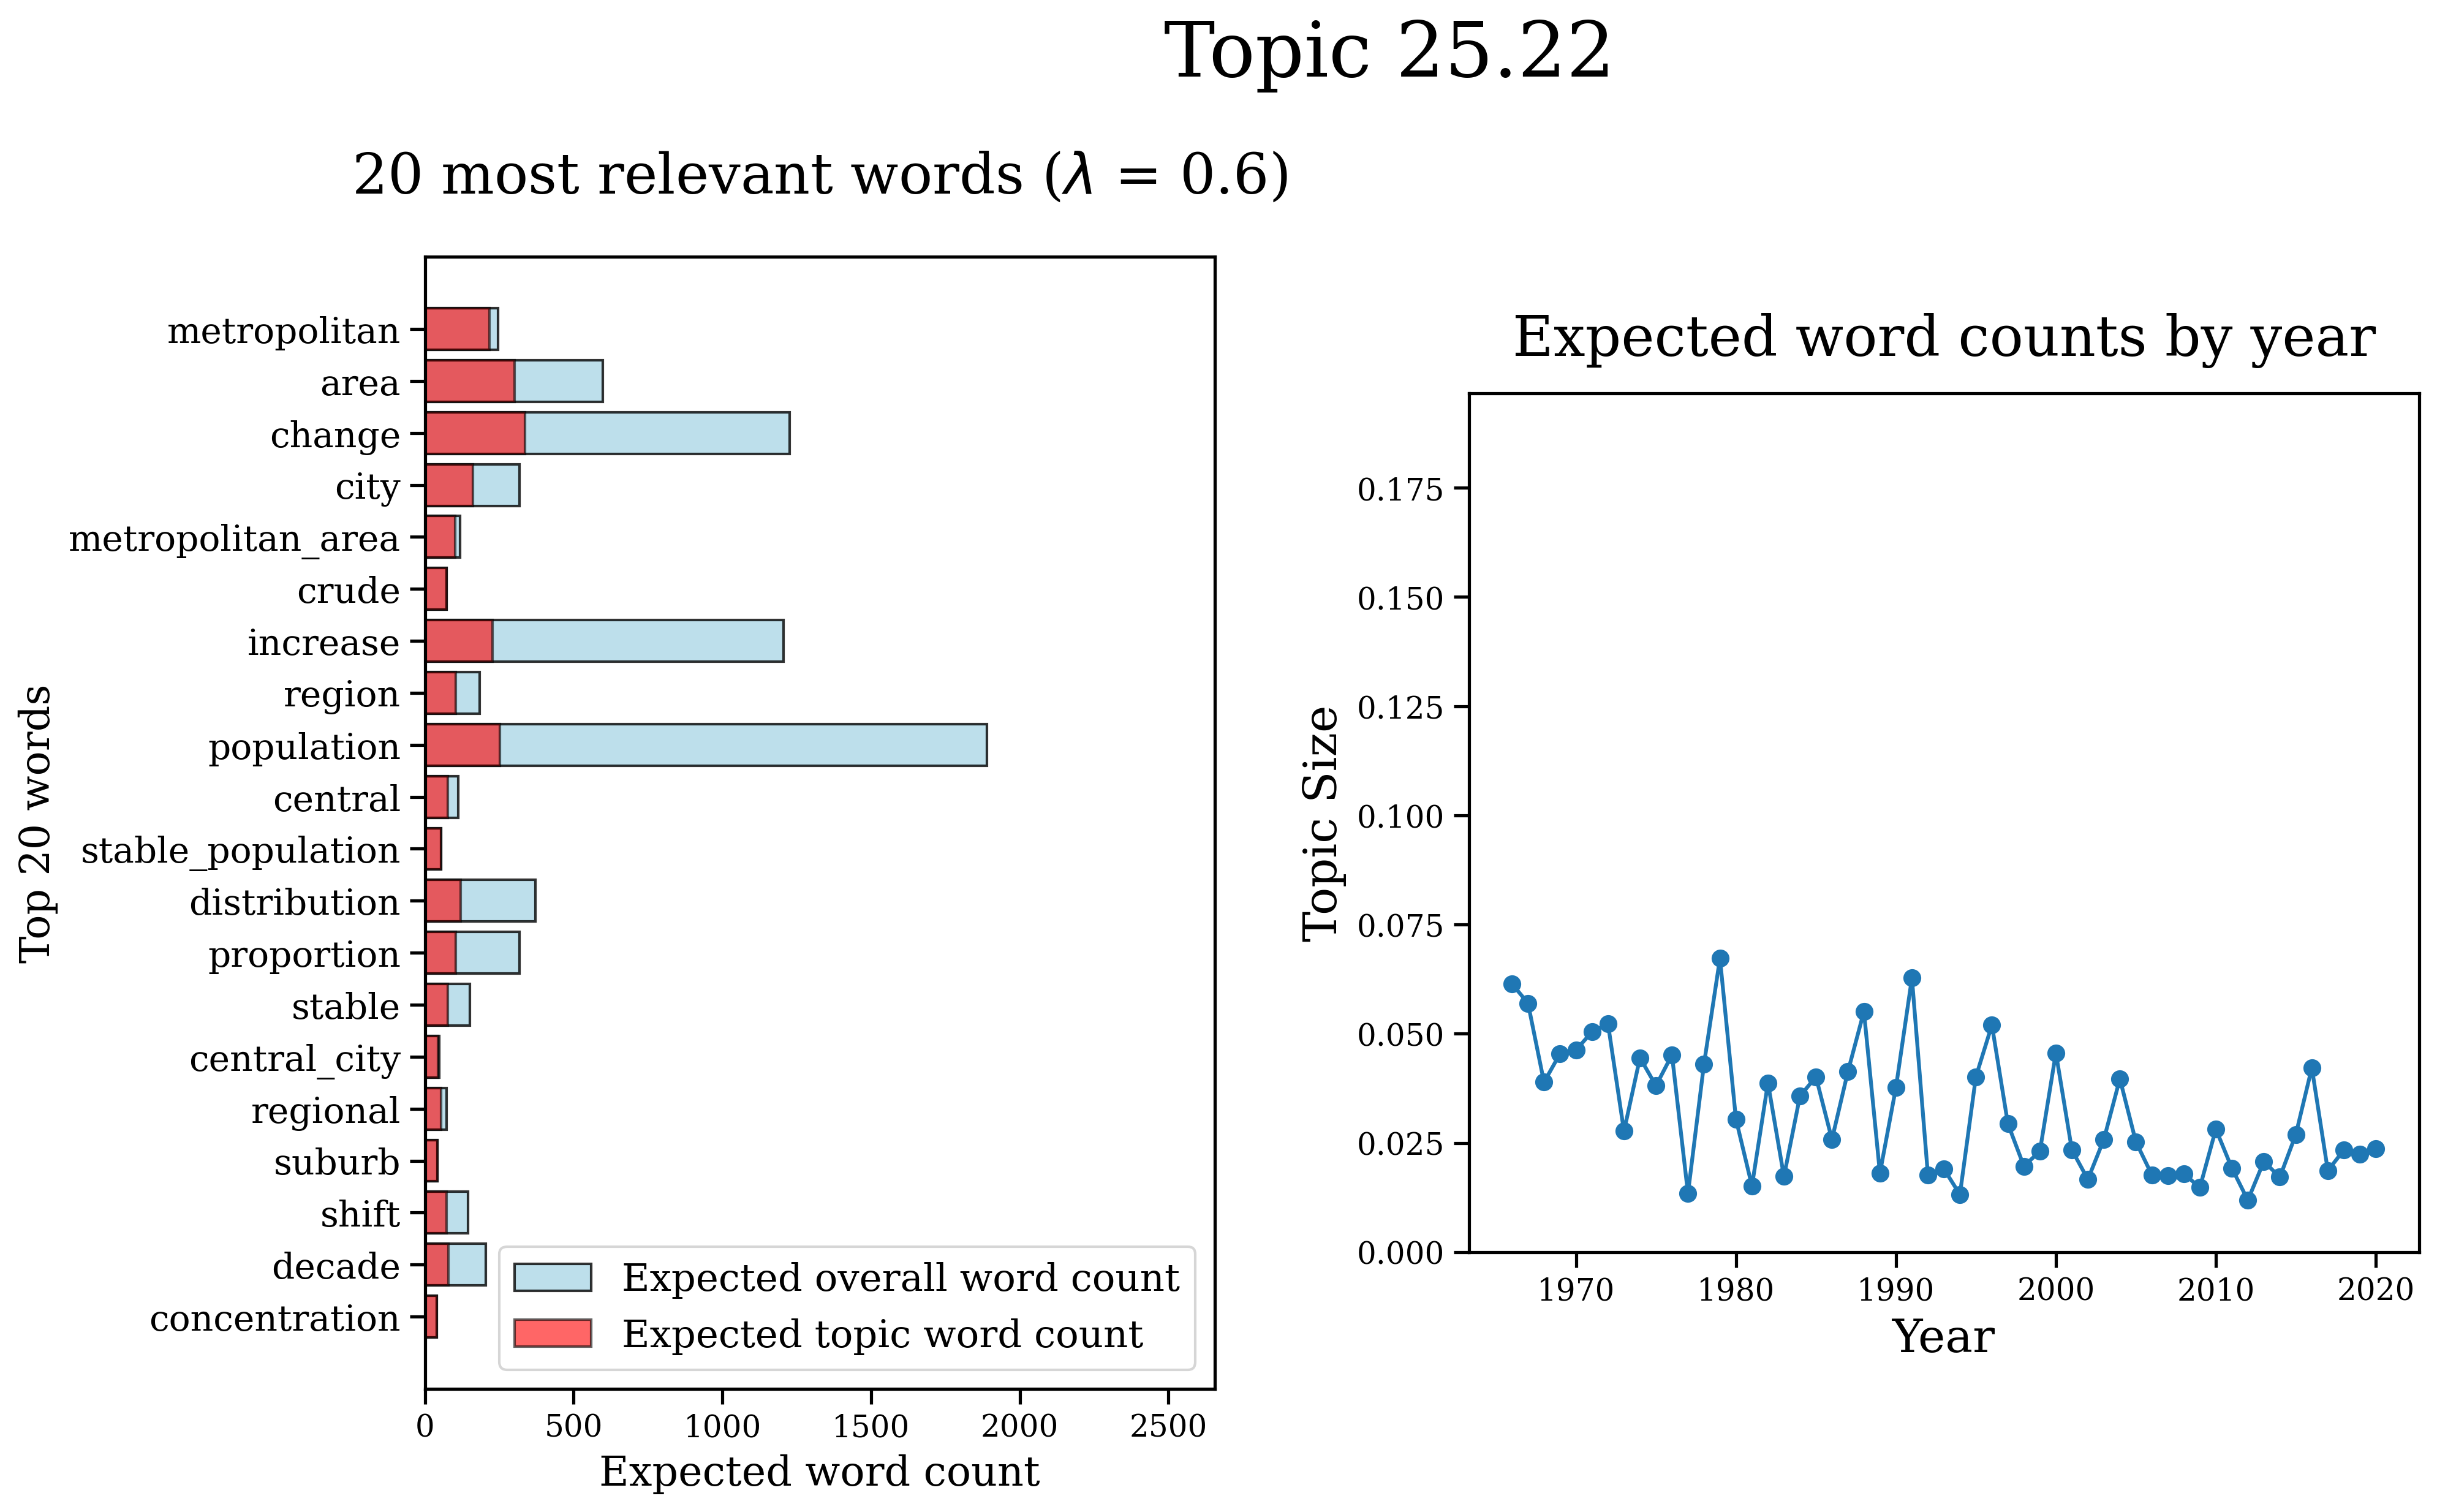 Topic 25.22
20 most relevant words (λ = 0.6)
Top 20 words
metropolitan
area
change
city
metropolitan_area
crude
increase
region
population
central
stable_population
distribution
proportion
stable
central_city
regional
suburb
shift
decade
concentration
Expected overall word count
Expected topic word count
0 500 1000 1500 2000 2500
Expected word count
Expected word counts by year
Topic Size
0.175
0.150
0.125
0.100
0.075
0.050
0.025
0.000
1970 1980 1990 2000 2010 2020
Year